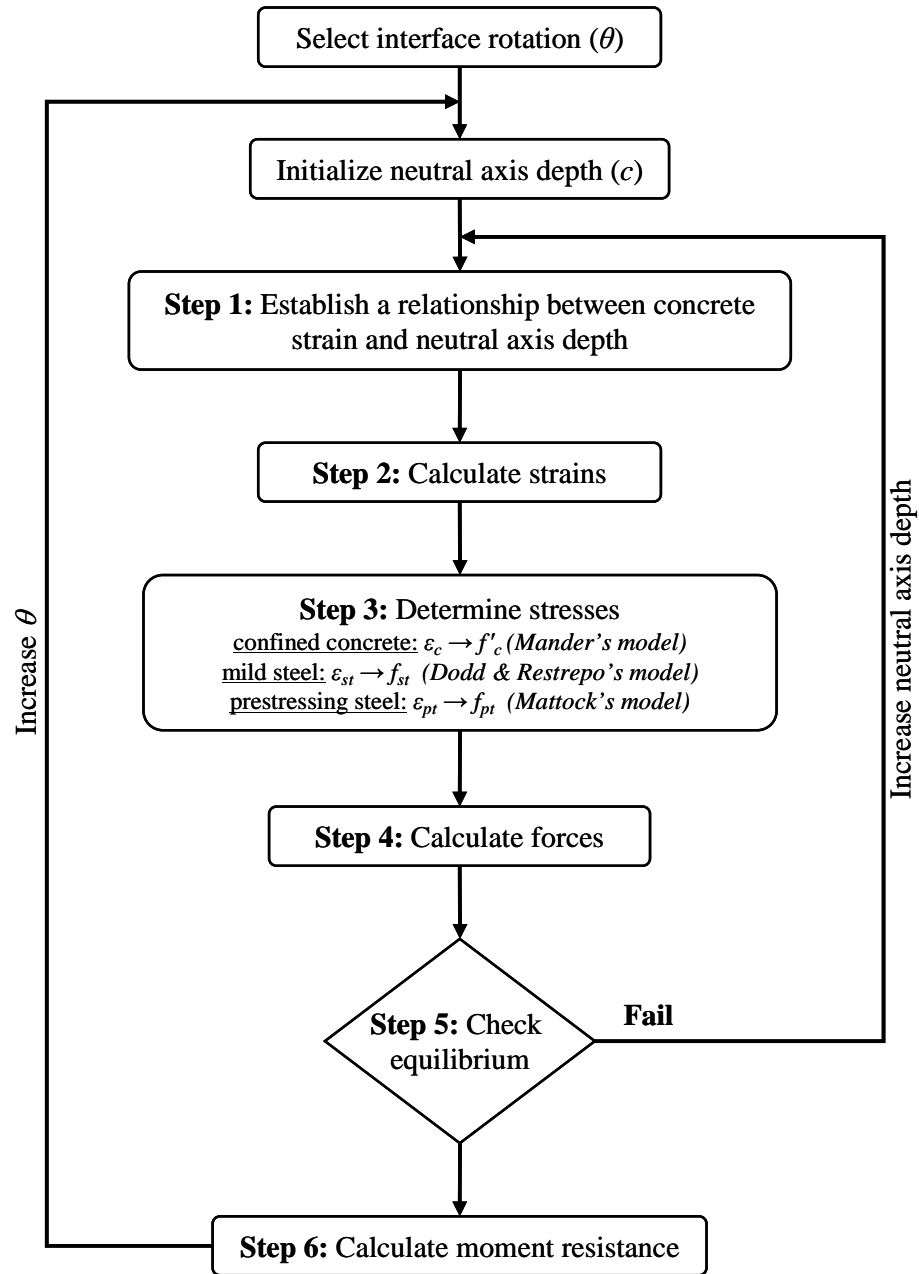 Select interface rotation (θ)
Initialize neutral axis depth (c)
Step 1: Establish a relationship between concrete
strain and neutral axis depth
Step 2: Calculate strains
Step 3: Determine stresses
confined concrete: εc → f′c (Mander's model)
mild steel: εst → fst (Dodd & Restrepo's model)
prestressing steel: εpt → fpt (Mattock's model)
Step 4: Calculate forces
Step 5: Check
equilibrium
Fail
Step 6: Calculate moment resistance
Increase θ
Increase neutral axis depth